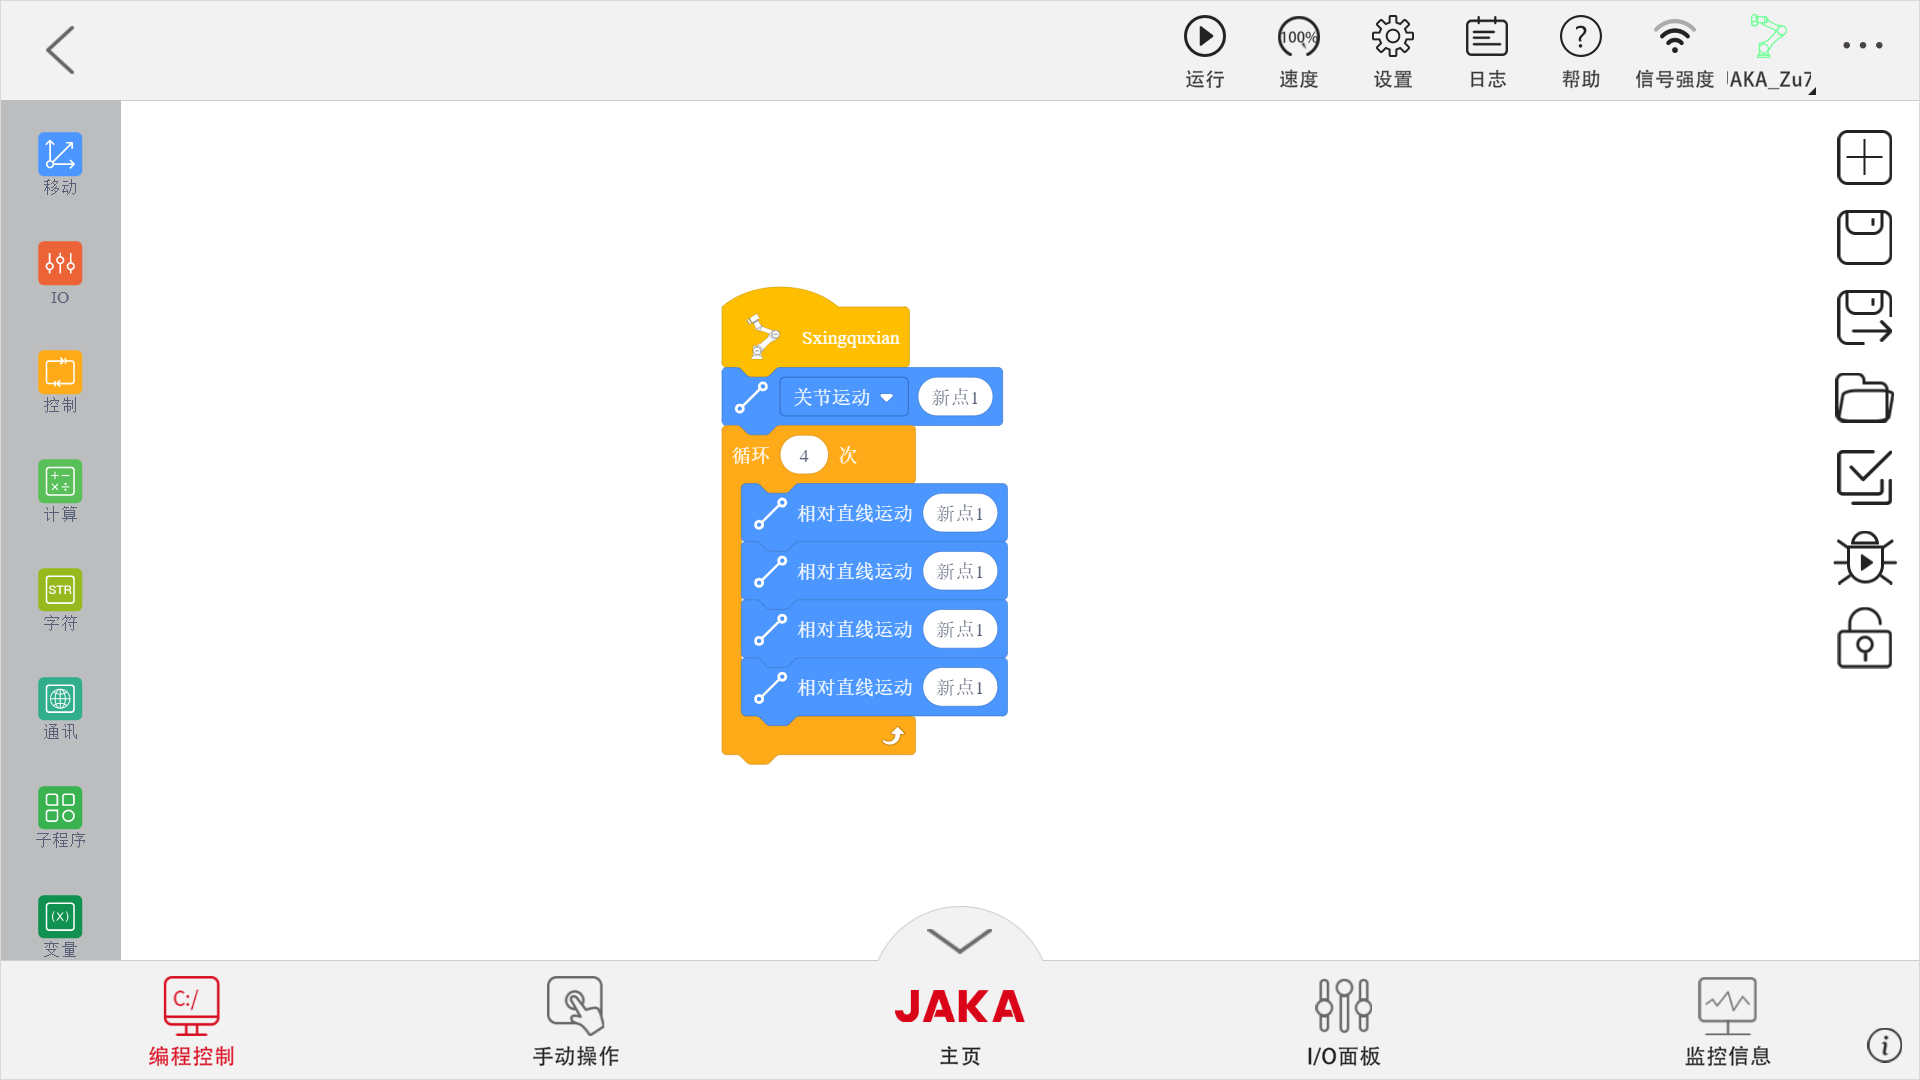 运行
100%
速度
设置
日志
?
帮助
信号强度
JAKA_Zu7
移动
IO
控制
计算
STR
字符
通讯
子程序
(X)
变量
Sxingquxian
关节运动 新点1
循环 4 次
相对直线运动 新点1
相对直线运动 新点1
相对直线运动 新点1
相对直线运动 新点1
C:/
编程控制
手动操作
JAKA
主页
I/O面板
监控信息
i